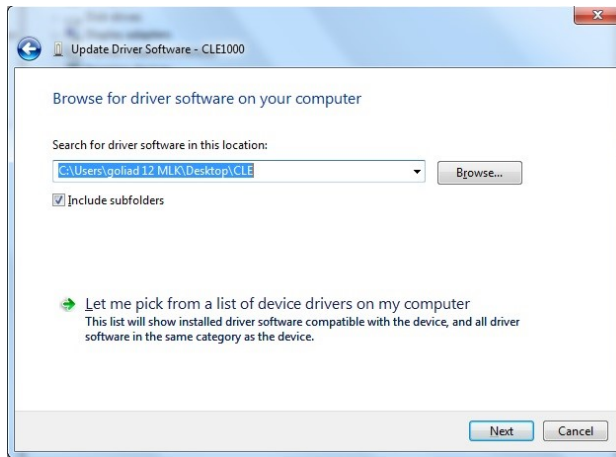 Update Driver Software - CLE1000
Browse for driver software on your computer
Search for driver software in this location:
C:\Users\goliad 12 MLK\Desktop\CLE
Browse...
Include subfolders
Let me pick from a list of device drivers on my computer
This list will show installed driver software compatible with the device, and all driver
software in the same category as the device.
Next
Cancel